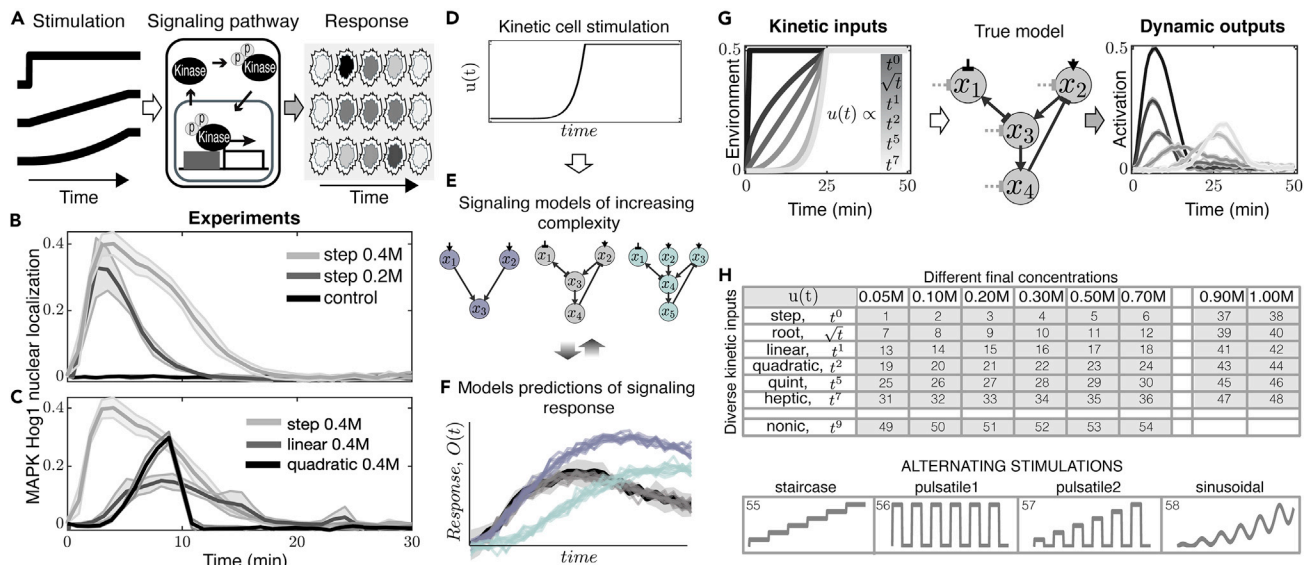 A
Stimulation
Signaling pathway
Response
Kinase
p
p
Kinase
p
p
Kinase
Time
Time
B
Experiments
MAPK Hog1 nuclear localization
0.4
0.2
0
step 0.4M
step 0.2M
control
C
0.4
0.2
0
step 0.4M
linear 0.4M
quadratic 0.4M
0 10 20 30
Time (min)
D
Kinetic cell stimulation
u(t)
time
E
Signaling models of increasing
complexity
x1 x2
x3
x1 x2
x3
x4
x1 x2 x3
x4
x5
F
Models predictions of signaling
response
Response, O(t)
time
G
Kinetic inputs
Environment
0.5
0
u(t) ∝
t⁰
√t
t¹
t²
t⁵
t⁷
0 25 50
Time (min)
True model
x1
x2
x3
x4
Dynamic outputs
Activation
0.5
0
0 25 50
Time (min)
H
Different final concentrations
Diverse kinetic inputs
u(t) 0.05M 0.10M 0.20M 0.30M 0.50M 0.70M 0.90M 1.00M
step, t⁰ 1 2 3 4 5 6 37 38
root, √t 7 8 9 10 11 12 39 40
linear, t¹ 13 14 15 16 17 18 41 42
quadratic, t² 19 20 21 22 23 24 43 44
quint, t⁵ 25 26 27 28 29 30 45 46
heptic, t⁷ 31 32 33 34 35 36 47 48
nonic, t⁹ 49 50 51 52 53 54
ALTERNATING STIMULATIONS
staircase pulsatile1 pulsatile2 sinusoidal
55 56 57 58